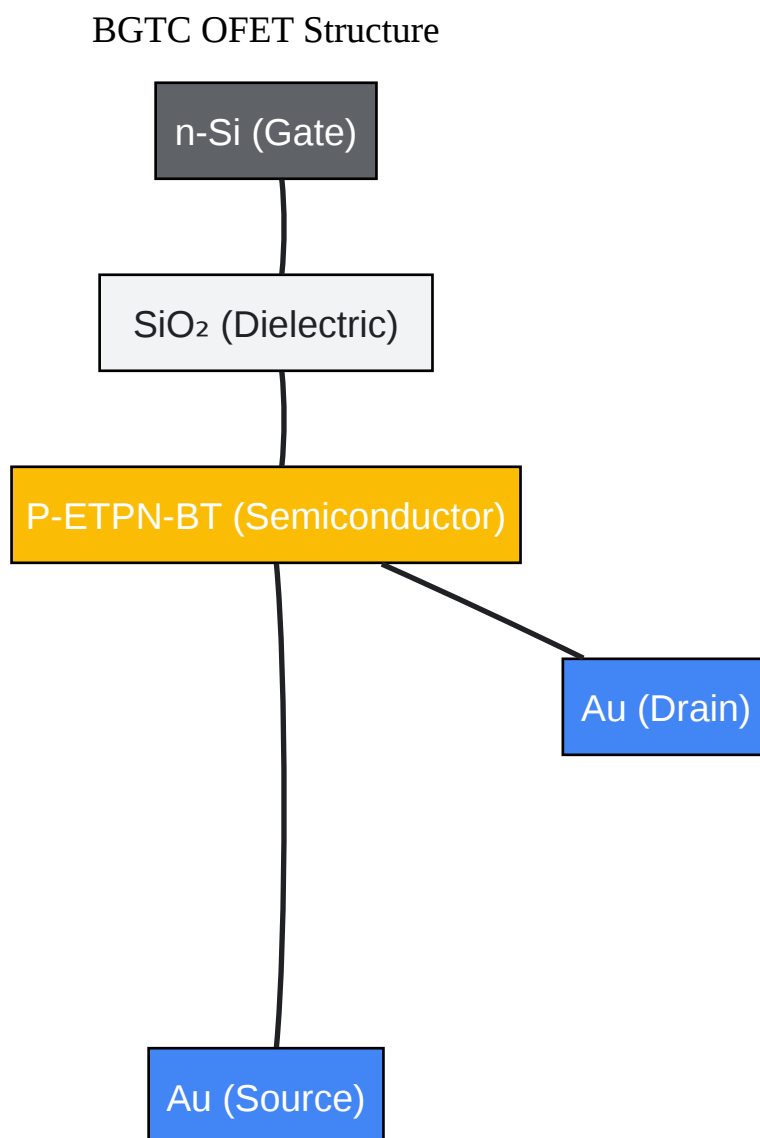 BGTC OFET Structure
n-Si (Gate)
SiO₂ (Dielectric)
P-ETPN-BT (Semiconductor)
Au (Drain)
Au (Source)